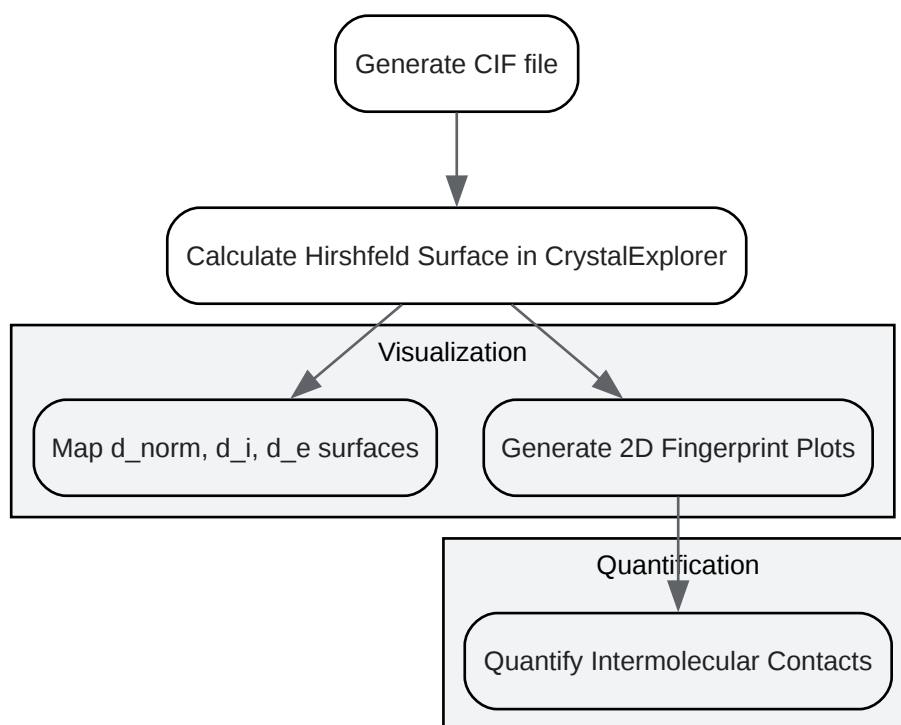 Generate CIF file
Calculate Hirshfeld Surface in CrystalExplorer
Visualization
Map d_norm, d_i, d_e surfaces
Generate 2D Fingerprint Plots
Quantification
Quantify Intermolecular Contacts